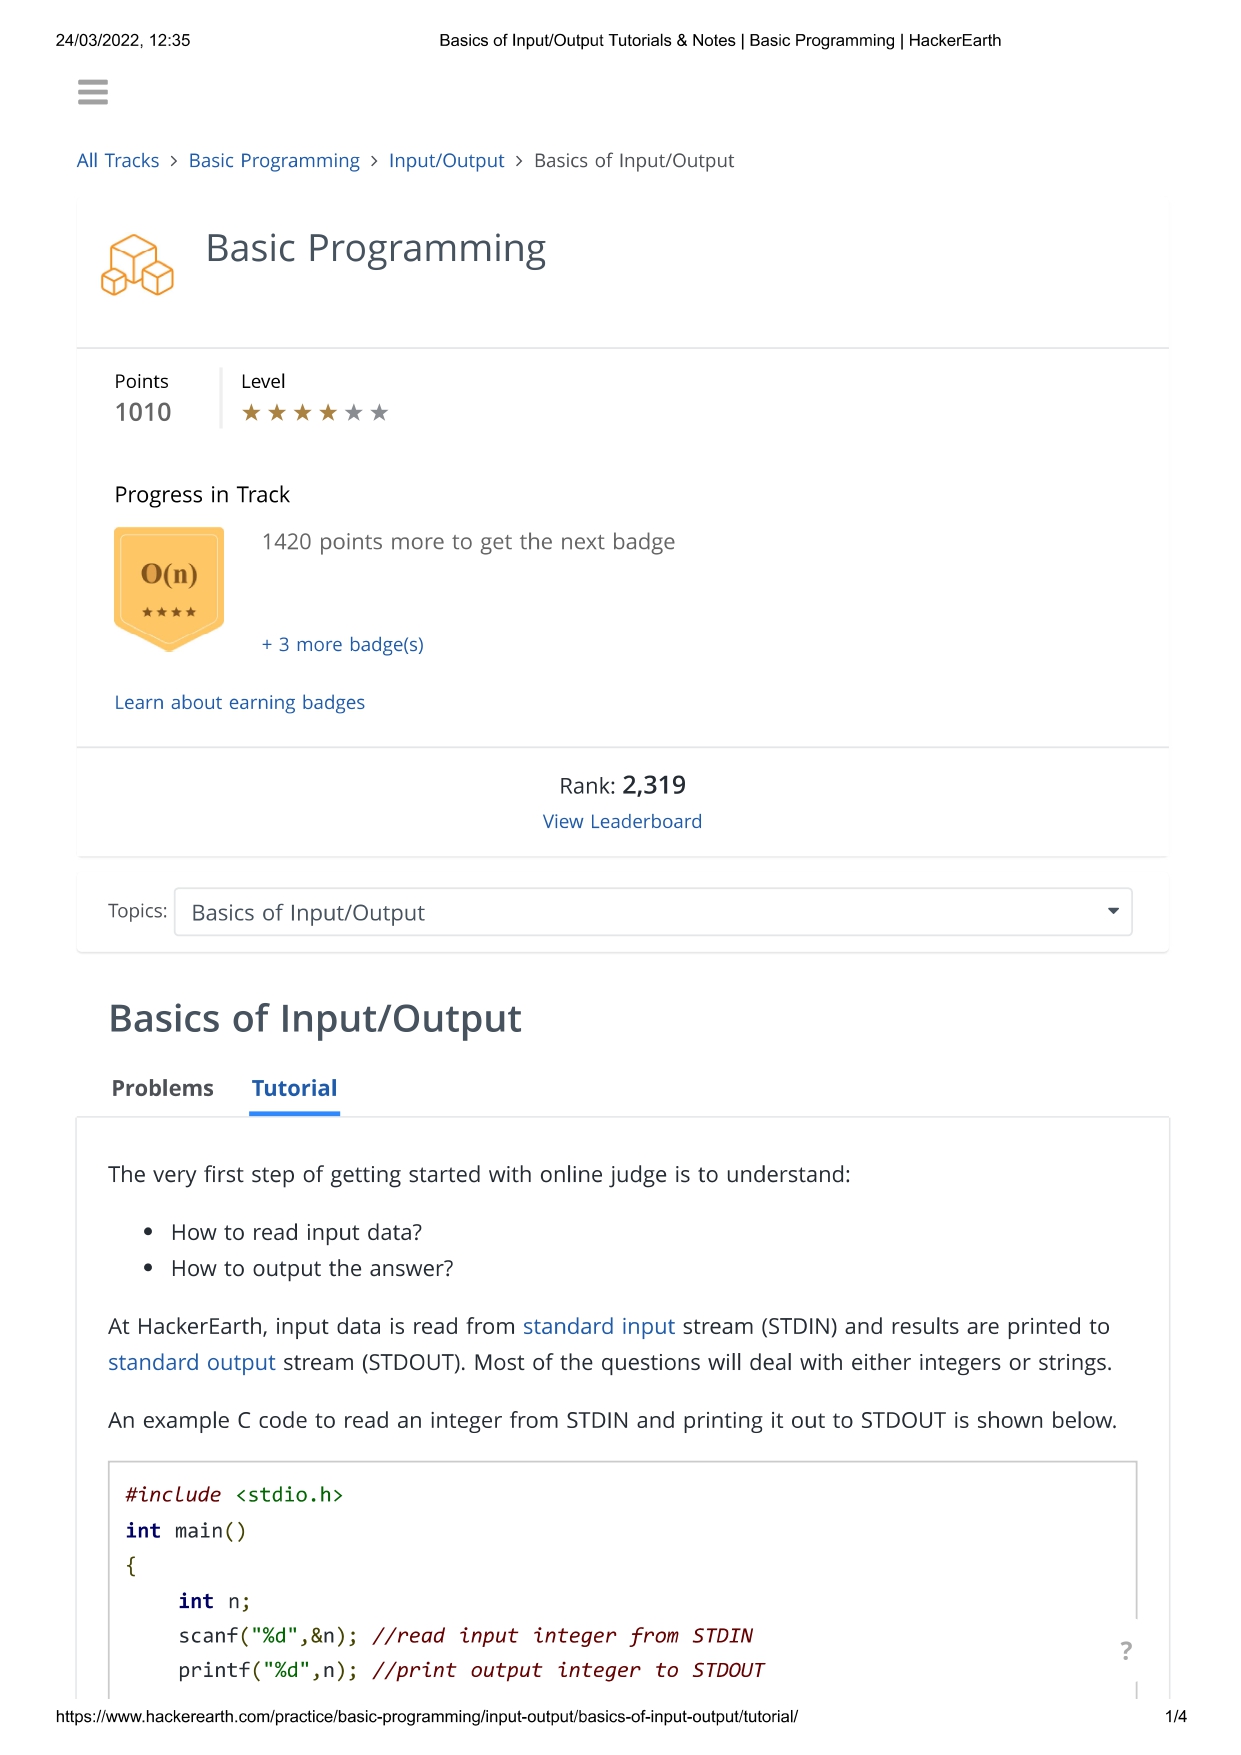 24/03/2022, 12:35
Basics of Input/Output Tutorials & Notes | Basic Programming | HackerEarth
All Tracks > Basic Programming > Input/Output > Basics of Input/Output
Basic Programming
Points
Level
1010
★ ★ ★ ★ ★ ★
Progress in Track
1420 points more to get the next badge
O(n)
★★★★
+ 3 more badge(s)
Learn about earning badges
Rank: 2,319
View Leaderboard
Topics: Basics of Input/Output
Basics of Input/Output
Problems Tutorial
The very first step of getting started with online judge is to understand:
• How to read input data?
• How to output the answer?
At HackerEarth, input data is read from standard input stream (STDIN) and results are printed to
standard output stream (STDOUT). Most of the questions will deal with either integers or strings.
An example C code to read an integer from STDIN and printing it out to STDOUT is shown below.
#include <stdio.h>
int main()
{
int n;
scanf("%d",&n); //read input integer from STDIN
printf("%d",n); //print output integer to STDOUT
?
https://www.hackerearth.com/practice/basic-programming/input-output/basics-of-input-output/tutorial/
1/4